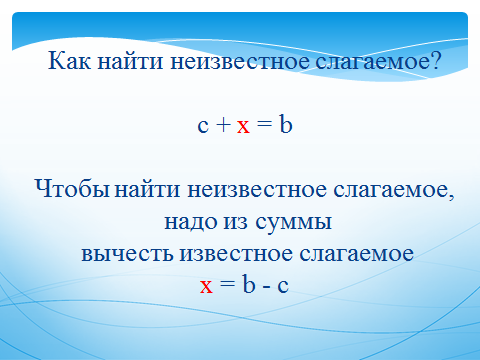 Как найти неизвестное слагаемое?
c + x = b
Чтобы найти неизвестное слагаемое,
надо из суммы
вычесть известное слагаемое
x = b - c